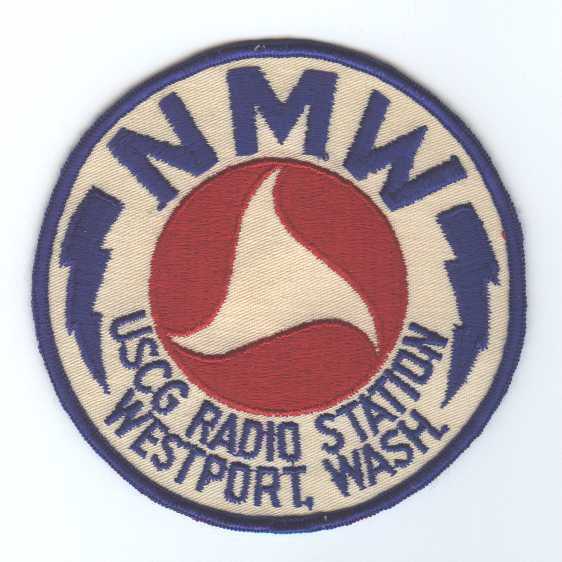 NMW
USCG RADIO STATION
WESTPORT, WASH.